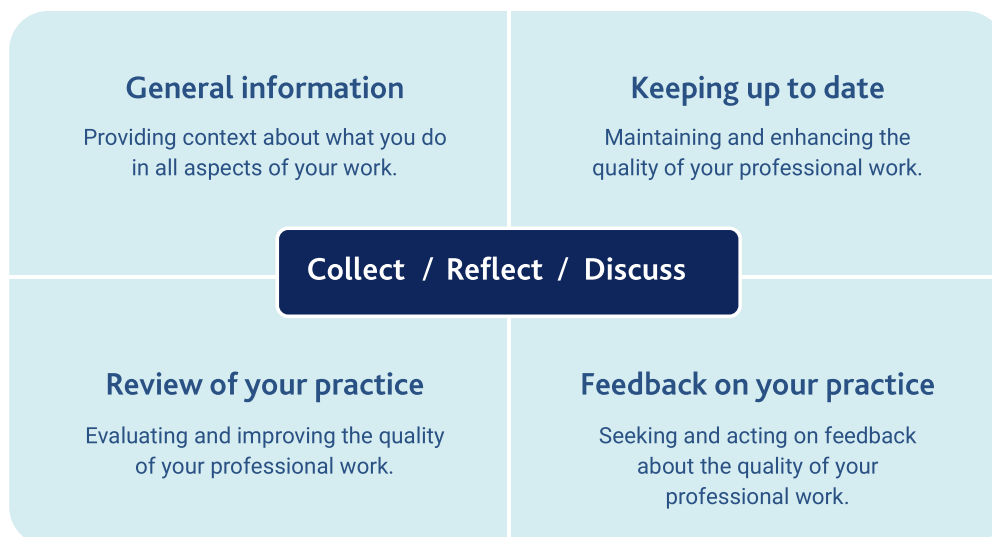 General information
Providing context about what you do
in all aspects of your work.
Keeping up to date
Maintaining and enhancing the
quality of your professional work.
Collect / Reflect / Discuss
Review of your practice
Evaluating and improving the quality
of your professional work.
Feedback on your practice
Seeking and acting on feedback
about the quality of your
professional work.